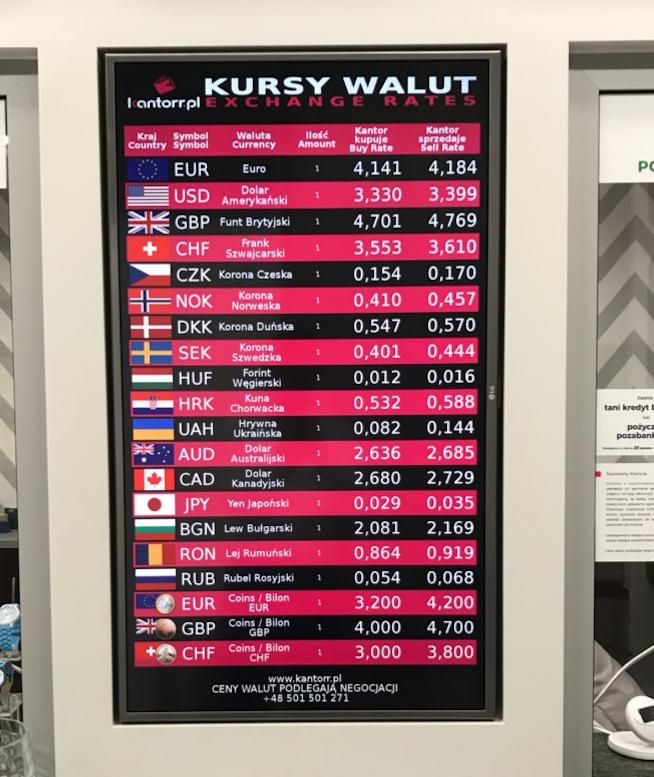 kantorr.pl
KURSY WALUT
EXCHANGE RATES
Kraj Symbol Waluta Ilość Kantor kupuje Kantor sprzedaje
Country Symbol Currency Amount Buy Rate Sell Rate
EUR Euro 1 4,141 4,184
USD Dolar Amerykański 1 3,330 3,399
GBP Funt Brytyjski 1 4,701 4,769
CHF Frank Szwajcarski 1 3,553 3,610
CZK Korona Czeska 1 0,154 0,170
NOK Korona Norweska 1 0,410 0,457
DKK Korona Duńska 1 0,547 0,570
SEK Korona Szwedzka 1 0,401 0,444
HUF Forint Węgierski 1 0,012 0,016
HRK Kuna Chorwacka 1 0,532 0,588
UAH Hrywna Ukraińska 1 0,082 0,144
AUD Dolar Australijski 1 2,636 2,685
CAD Dolar Kanadyjski 1 2,680 2,729
JPY Yen Japoński 1 0,029 0,035
BGN Lew Bułgarski 1 2,081 2,169
RON Lej Rumuński 1 0,864 0,919
RUB Rubel Rosyjski 1 0,054 0,068
EUR Coins / Bilon EUR 1 3,200 4,200
GBP Coins / Bilon GBP 1 4,000 4,700
CHF Coins / Bilon CHF 1 3,000 3,800
www.kantorr.pl
CENY WALUT PODLEGAJĄ NEGOCJACJI
+48 501 501 271
LG
tani kredyt
lub
Szanowny Kliencie